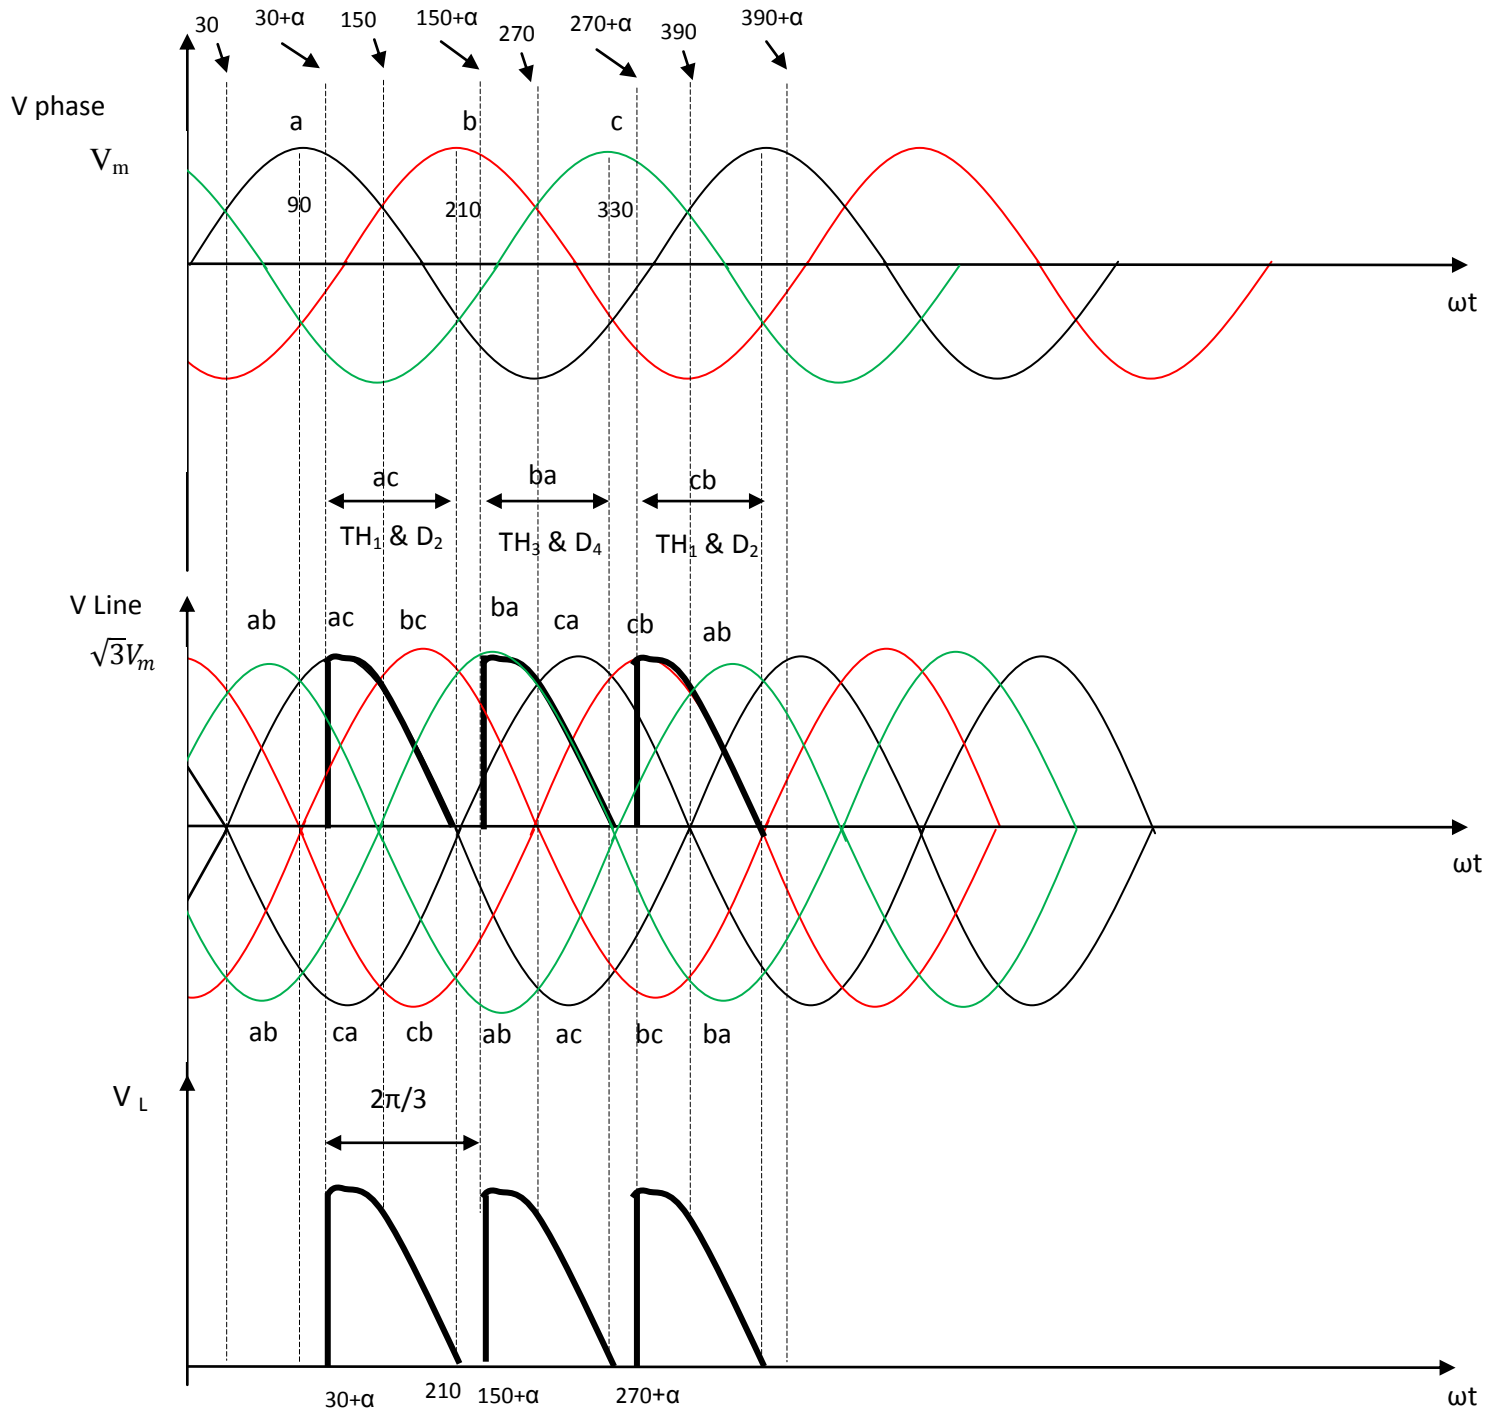 30 30+α 150 150+α 270 270+α 390 390+α
V phase
a b c
Vₘ
90 210 330
ωt
ac ba cb
TH₁ & D₂ TH₃ & D₄ TH₁ & D₂
V Line
ab ac bc ba ca cb ab
√3Vₘ
ωt
ab ca cb ab ac bc ba
V L
2π/3
30+α 210 150+α 270+α
ωt